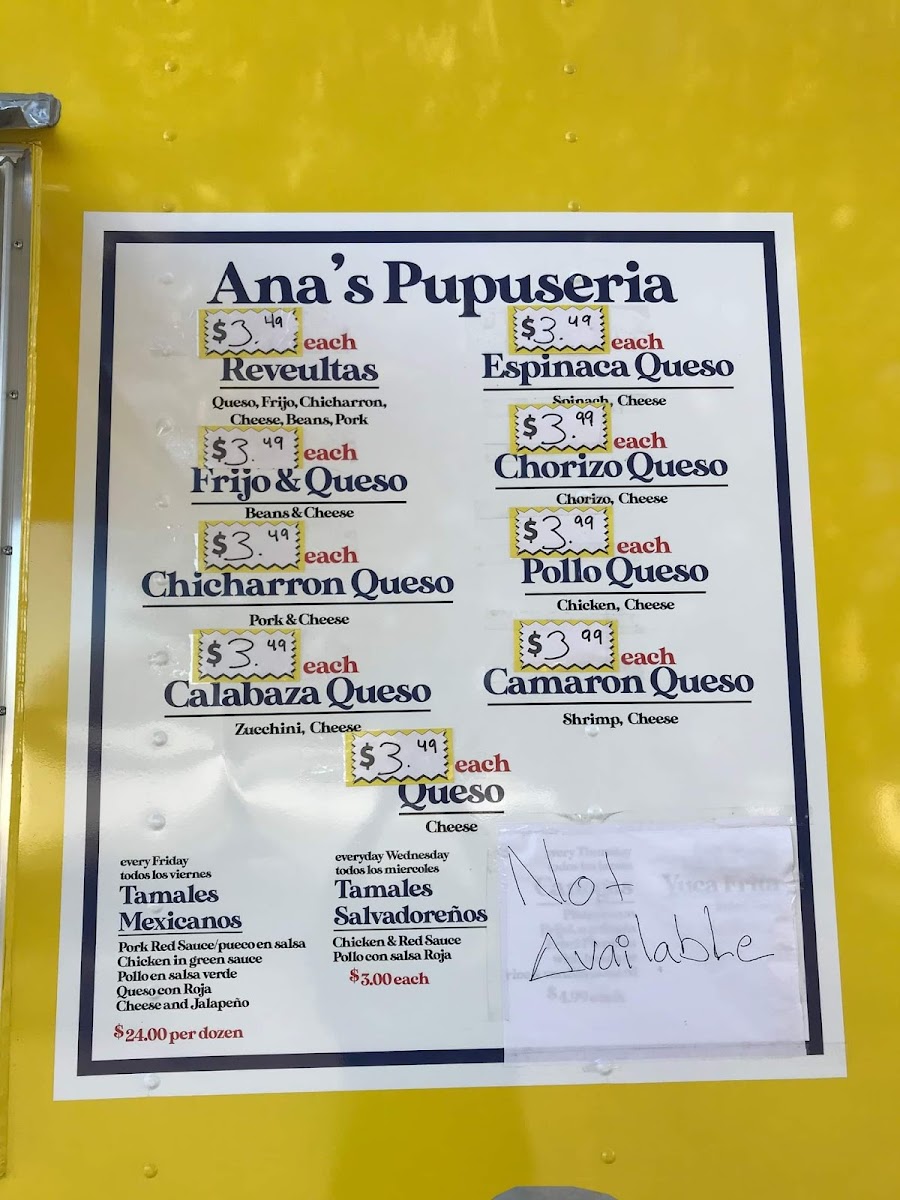 Ana's Pupuseria
$3.49 each
Reveultas
Queso, Frijo, Chicharron,
Cheese, Beans, Pork
$3.49 each
Frijo & Queso
Beans & Cheese
$3.49 each
Chicharron Queso
Pork & Cheese
$3.49 each
Calabaza Queso
Zucchini, Cheese
$3.49 each
Espinaca Queso
Spinach, Cheese
$3.99 each
Chorizo Queso
Chorizo, Cheese
$3.99 each
Pollo Queso
Chicken, Cheese
$3.99 each
Camaron Queso
Shrimp, Cheese
$3.49 each
Queso
Cheese
every Friday
todos los viernes
Tamales
Mexicanos
Pork Red Sauce/pueco en salsa
Chicken in green sauce
Pollo en salsa verde
Queso con Roja
Cheese and Jalapeño
$24.00 per dozen
everyday Wednesday
todos los miercoles
Tamales
Salvadoreños
Chicken & Red Sauce
Pollo con salsa Roja
$3.00 each
Not
Available
Yuca Frita